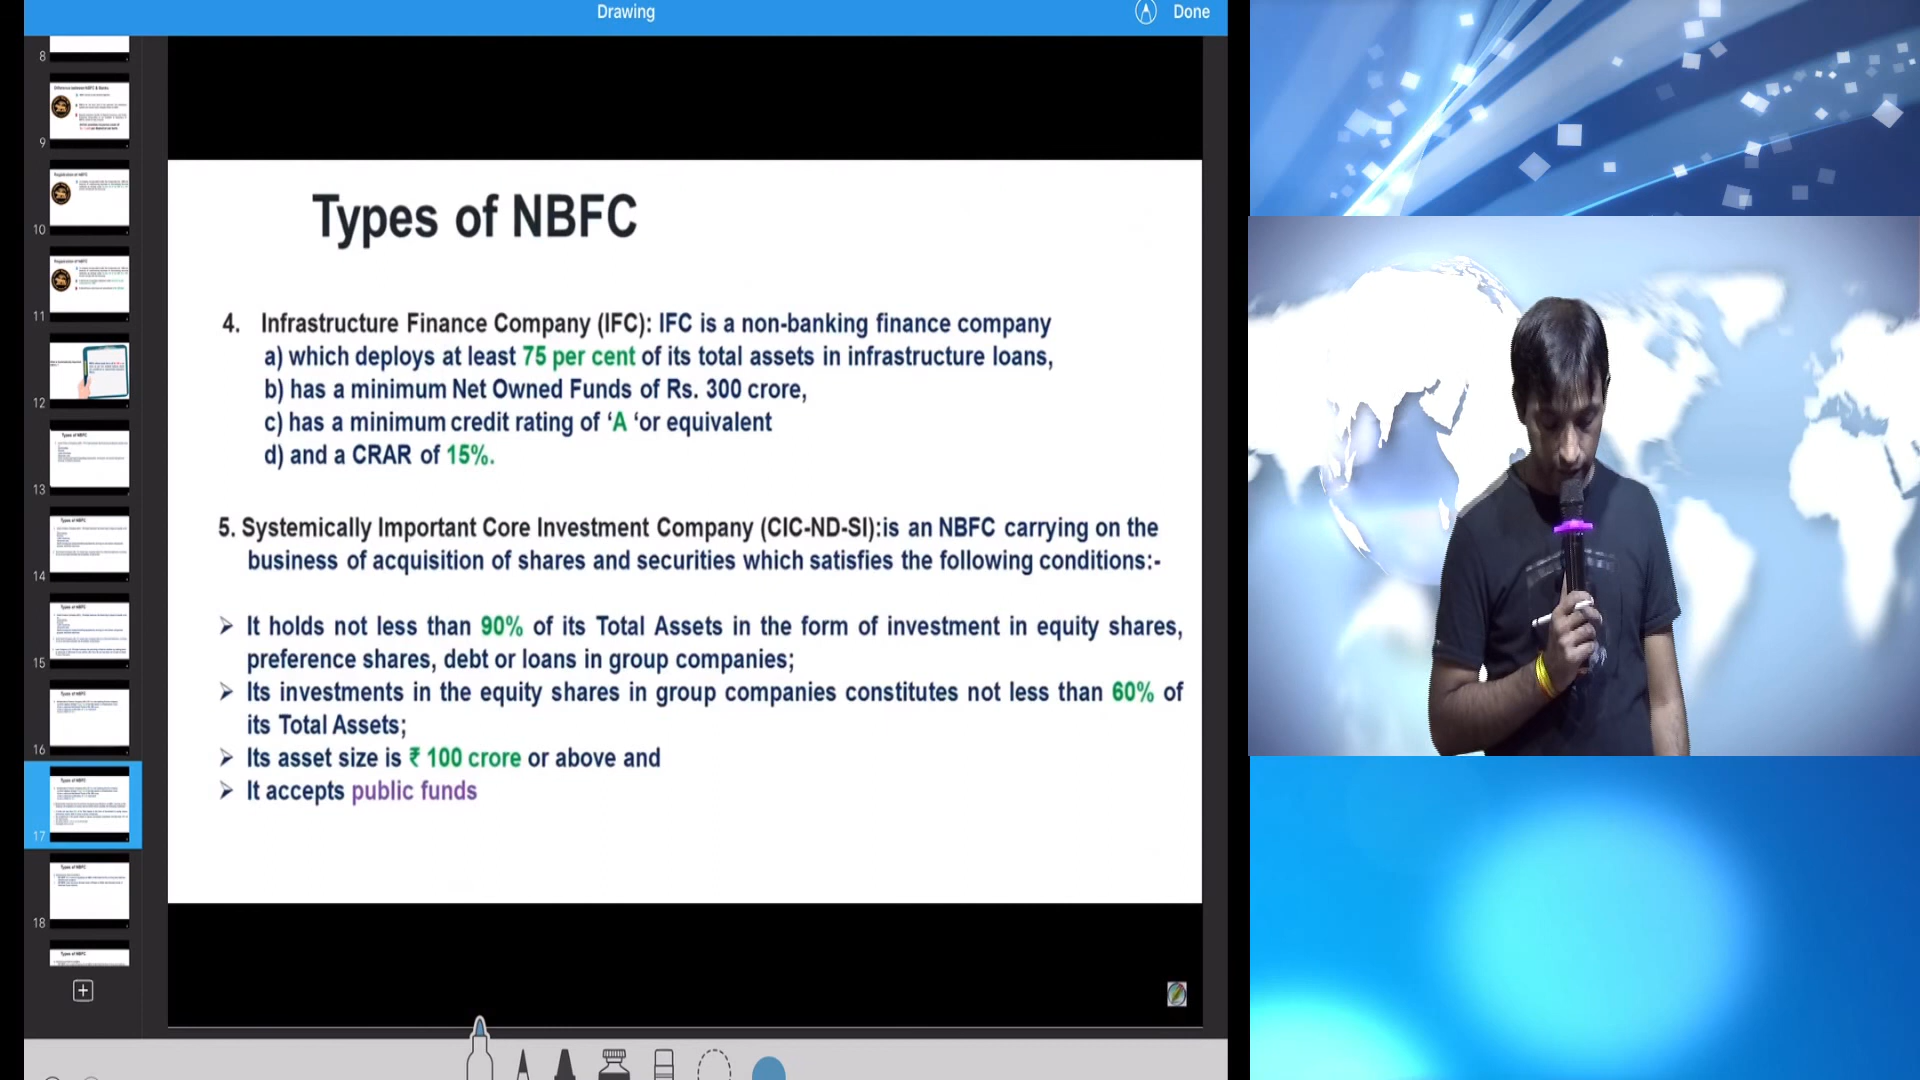 Drawing
Done
8
9
10
11
12
13
14
15
16
17
18
Types of NBFC
4. Infrastructure Finance Company (IFC): IFC is a non-banking finance company
a) which deploys at least 75 per cent of its total assets in infrastructure loans,
b) has a minimum Net Owned Funds of Rs. 300 crore,
c) has a minimum credit rating of ‘A ‘or equivalent
d) and a CRAR of 15%.
5. Systemically Important Core Investment Company (CIC-ND-SI):is an NBFC carrying on the
business of acquisition of shares and securities which satisfies the following conditions:-
➢ It holds not less than 90% of its Total Assets in the form of investment in equity shares,
preference shares, debt or loans in group companies;
➢ Its investments in the equity shares in group companies constitutes not less than 60% of
its Total Assets;
➢ Its asset size is ₹ 100 crore or above and
➢ It accepts public funds